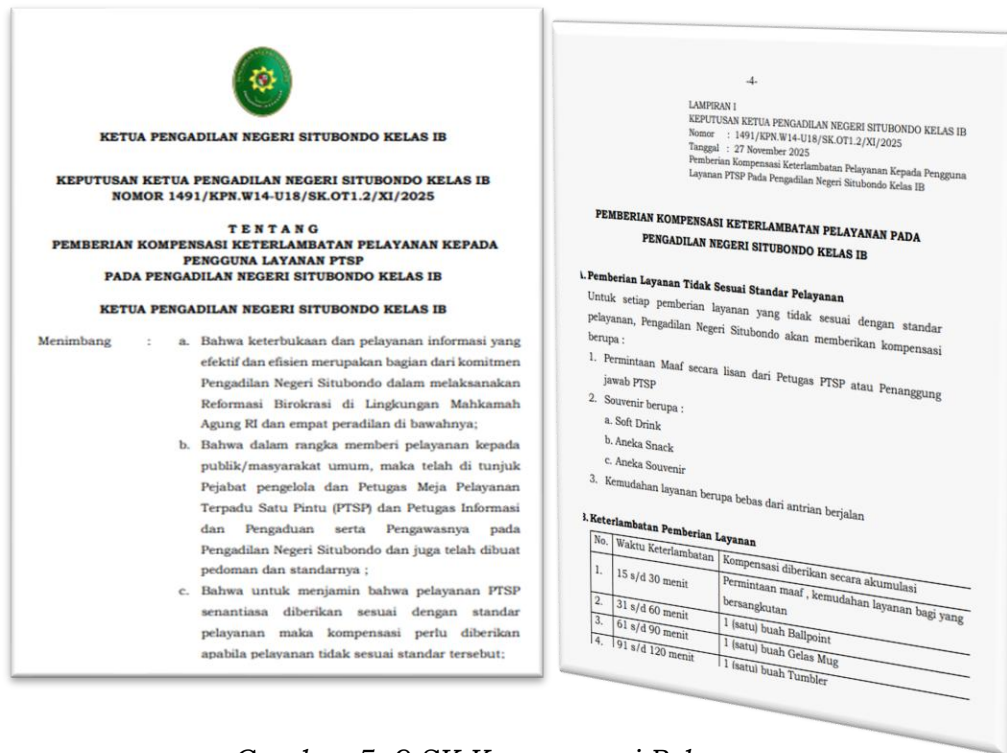 KETUA PENGADILAN NEGERI SITUBONDO KELAS IB
KEPUTUSAN KETUA PENGADILAN NEGERI SITUBONDO KELAS IB
NOMOR 1491/KPN.W14-U18/SK.OT1.2/XI/2025
T E N T A N G
PEMBERIAN KOMPENSASI KETERLAMBATAN PELAYANAN KEPADA
PENGGUNA LAYANAN PTSP
PADA PENGADILAN NEGERI SITUBONDO KELAS IB
KETUA PENGADILAN NEGERI SITUBONDO KELAS IB
Menimbang : a. Bahwa keterbukaan dan pelayanan informasi yang
efektif dan efisien merupakan bagian dari komitmen
Pengadilan Negeri Situbondo dalam melaksanakan
Reformasi Birokrasi di Lingkungan Mahkamah
Agung RI dan empat peradilan di bawahnya;
b. Bahwa dalam rangka memberi pelayanan kepada
publik/masyarakat umum, maka telah di tunjuk
Pejabat pengelola dan Petugas Meja Pelayanan
Terpadu Satu Pintu (PTSP) dan Petugas Informasi
dan Pengaduan serta Pengawasnya pada
Pengadilan Negeri Situbondo dan juga telah dibuat
pedoman dan standarnya ;
c. Bahwa untuk menjamin bahwa pelayanan PTSP
senantiasa diberikan sesuai dengan standar
pelayanan maka kompensasi perlu diberikan
apabila pelayanan tidak sesuai standar tersebut;
-4-
LAMPIRAN I
KEPUTUSAN KETUA PENGADILAN NEGERI SITUBONDO KELAS IB
Nomor : 1491/KPN.W14-U18/SK.OT1.2/XI/2025
Tanggal : 27 November 2025
Pemberian Kompensasi Keterlambatan Pelayanan Kepada Pengguna
Layanan PTSP Pada Pengadilan Negeri Situbondo Kelas IB
PEMBERIAN KOMPENSASI KETERLAMBATAN PELAYANAN PADA
PENGADILAN NEGERI SITUBONDO KELAS IB
Pemberian Layanan Tidak Sesuai Standar Pelayanan
Untuk setiap pemberian layanan yang tidak sesuai dengan standar
pelayanan, Pengadilan Negeri Situbondo akan memberikan kompensasi
berupa :
1. Permintaan Maaf secara lisan dari Petugas PTSP atau Penanggung
jawab PTSP
2. Souvenir berupa :
a. Soft Drink
b. Aneka Snack
c. Aneka Souvenir
3. Kemudahan layanan berupa bebas dari antrian berjalan
Keterlambatan Pemberian Layanan
No. Waktu Keterlambatan Kompensasi diberikan secara akumulasi
1. 15 s/d 30 menit Permintaan maaf , kemudahan layanan bagi yang
bersangkutan
2. 31 s/d 60 menit 1 (satu) buah Ballpoint
3. 61 s/d 90 menit 1 (satu) buah Gelas Mug
4. 91 s/d 120 menit 1 (satu) buah Tumbler